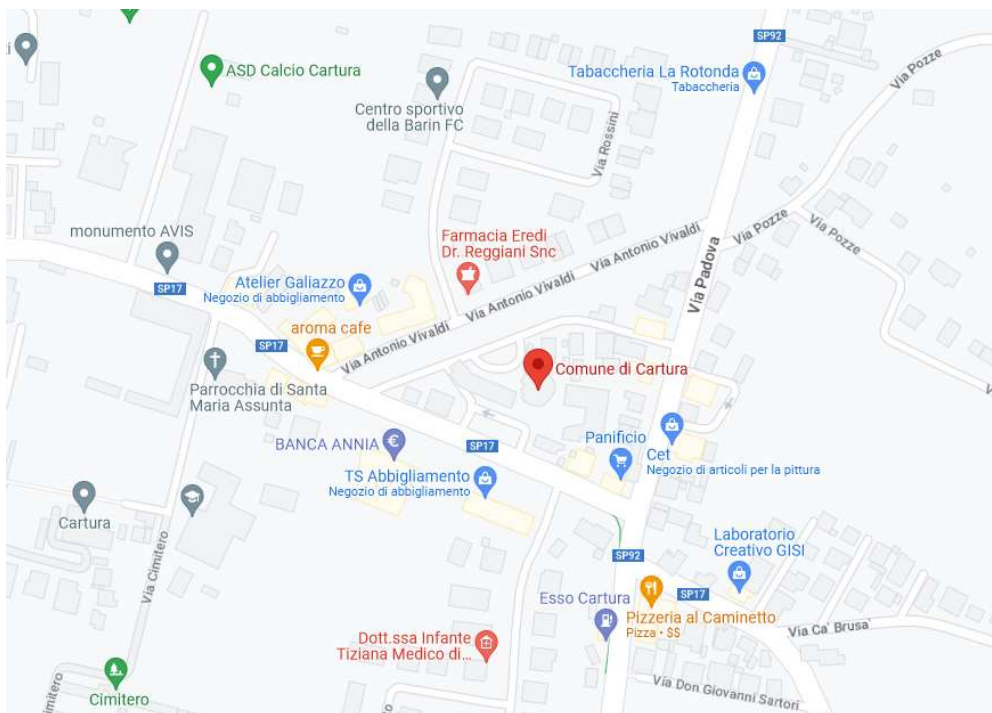 SP92
ti
ASD Calcio Cartura
Tabaccheria La Rotonda
Tabaccheria
Via Pozze
Centro sportivo
della Barin FC
Via Rossini
monumento AVIS
Farmacia Eredi
Dr. Reggiani Snc
Via Antonio Vivaldi
Via Pozze
Via Pozze
Via Padova
SP17
Atelier Galiazzo
Negozio di abbigliamento
Via Antonio Vivaldi
aroma cafe
SP17
Via Antonio Vivaldi
Comune di Cartura
Parrocchia di Santa
Maria Assunta
BANCA ANNIA
SP17
Panificio
Cet
Negozio di articoli per la pittura
TS Abbigliamento
Negozio di abbigliamento
Cartura
Via Cimitero
SP92
Laboratorio
Creativo GISI
Esso Cartura
SP17
Pizzeria al Caminetto
Pizza • $$
Via Ca' Brusa'
Dott.ssa Infante
Tiziana Medico di...
Cimitero
Via Don Giovanni Sartori
imitero